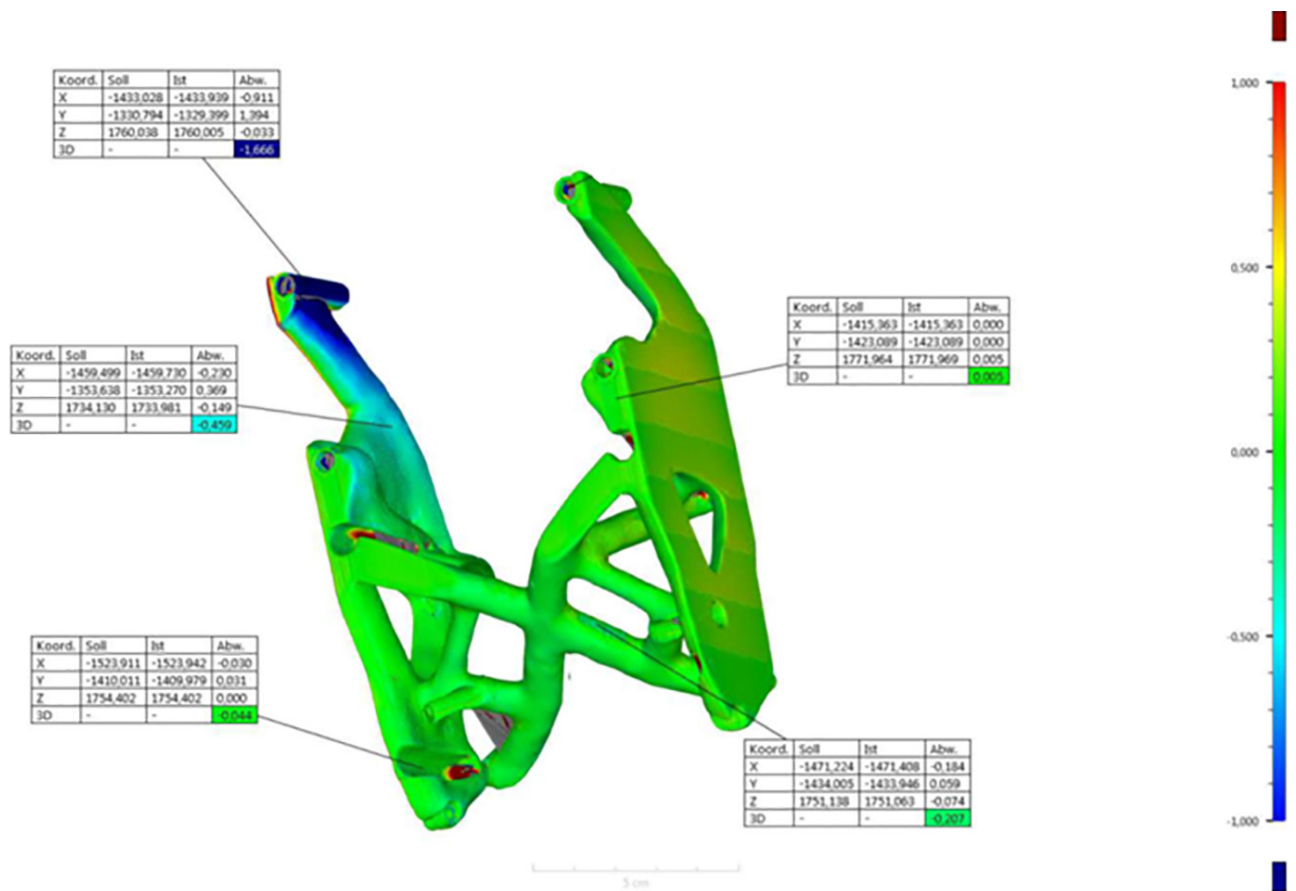 Koord. Soll Ist Abw.
X -1433,028 -1433,939 -0,911
Y -1330,794 -1329,399 1,394
Z 1760,038 1760,005 -0,033
3D - - -1,666
1,000
0,500
Koord. Soll Ist Abw.
X -1415,363 -1415,363 0,000
Y -1423,089 -1423,089 0,000
Z 1771,964 1771,969 0,005
3D - - 0,005
Koord. Soll Ist Abw.
X -1459,499 -1459,730 -0,230
Y -1353,638 -1353,270 0,369
Z 1734,130 1733,981 -0,149
3D - - -0,459
0,000
-0,500
Koord. Soll Ist Abw.
X -1523,911 -1523,942 -0,030
Y -1410,011 -1409,979 0,031
Z 1754,402 1754,402 0,000
3D - - -0,044
Koord. Soll Ist Abw.
X -1471,224 -1471,408 -0,184
Y -1434,005 -1433,946 0,059
Z 1751,138 1751,063 -0,074
3D - - -0,207
-1,000
5 cm